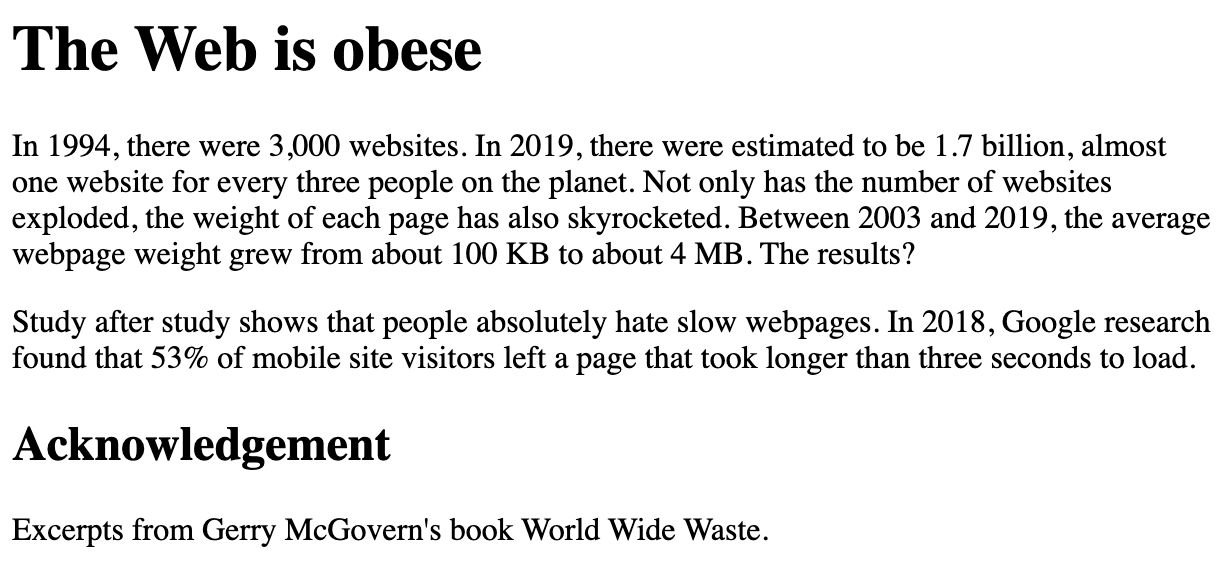 The Web is obese
In 1994, there were 3,000 websites. In 2019, there were estimated to be 1.7 billion, almost
one website for every three people on the planet. Not only has the number of websites
exploded, the weight of each page has also skyrocketed. Between 2003 and 2019, the average
webpage weight grew from about 100 KB to about 4 MB. The results?
Study after study shows that people absolutely hate slow webpages. In 2018, Google research
found that 53% of mobile site visitors left a page that took longer than three seconds to load.
Acknowledgement
Excerpts from Gerry McGovern's book World Wide Waste.